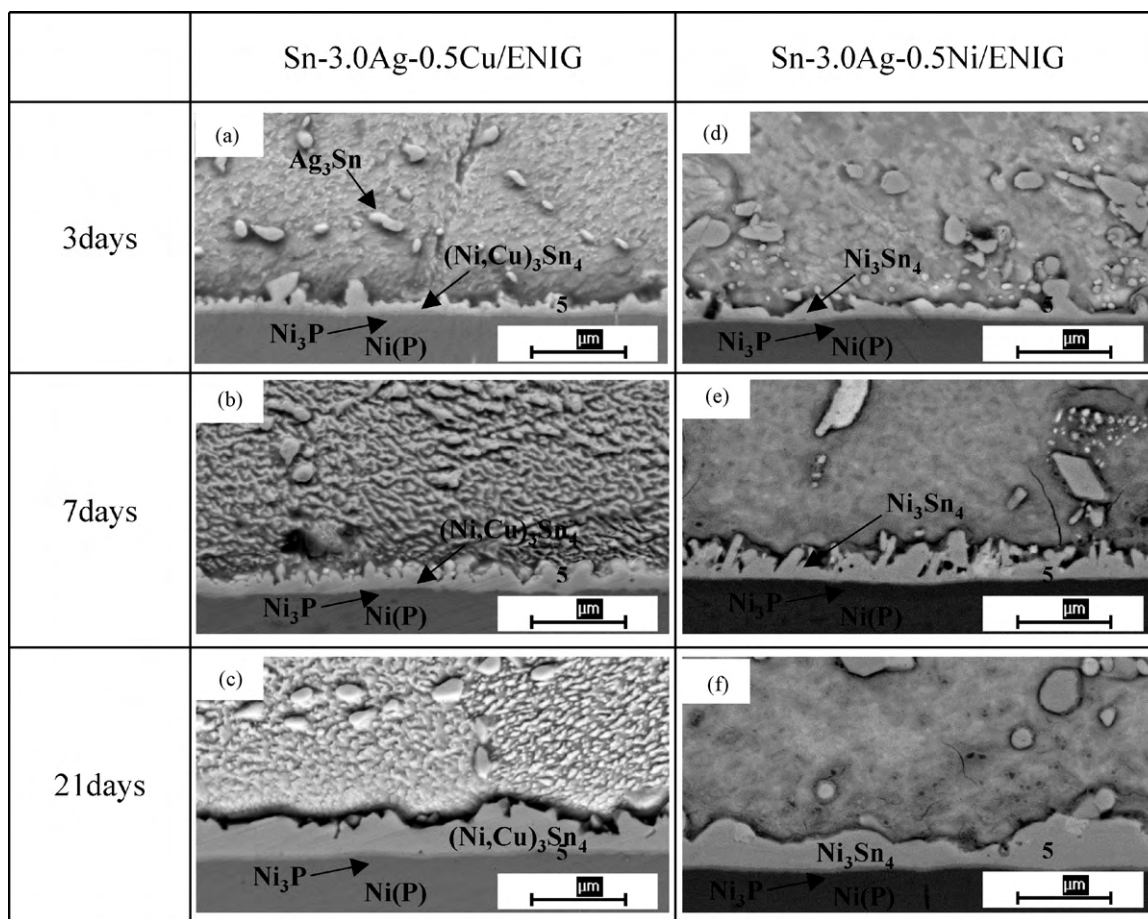 Sn-3.0Ag-0.5Cu/ENIG
Sn-3.0Ag-0.5Ni/ENIG
3days
(a)
Ag₃Sn
(Ni,Cu)₃Sn₄
5
Ni₃P
Ni(P)
µm
(d)
Ni₃Sn₄
5
Ni₃P
Ni(P)
µm
7days
(b)
(Ni,Cu)₃Sn₄
5
Ni₃P
Ni(P)
µm
(e)
Ni₃Sn₄
5
Ni₃P
Ni(P)
µm
21days
(c)
(Ni,Cu)₃Sn₄
5
Ni₃P
Ni(P)
µm
(f)
Ni₃Sn₄
5
Ni₃P
Ni(P)
µm